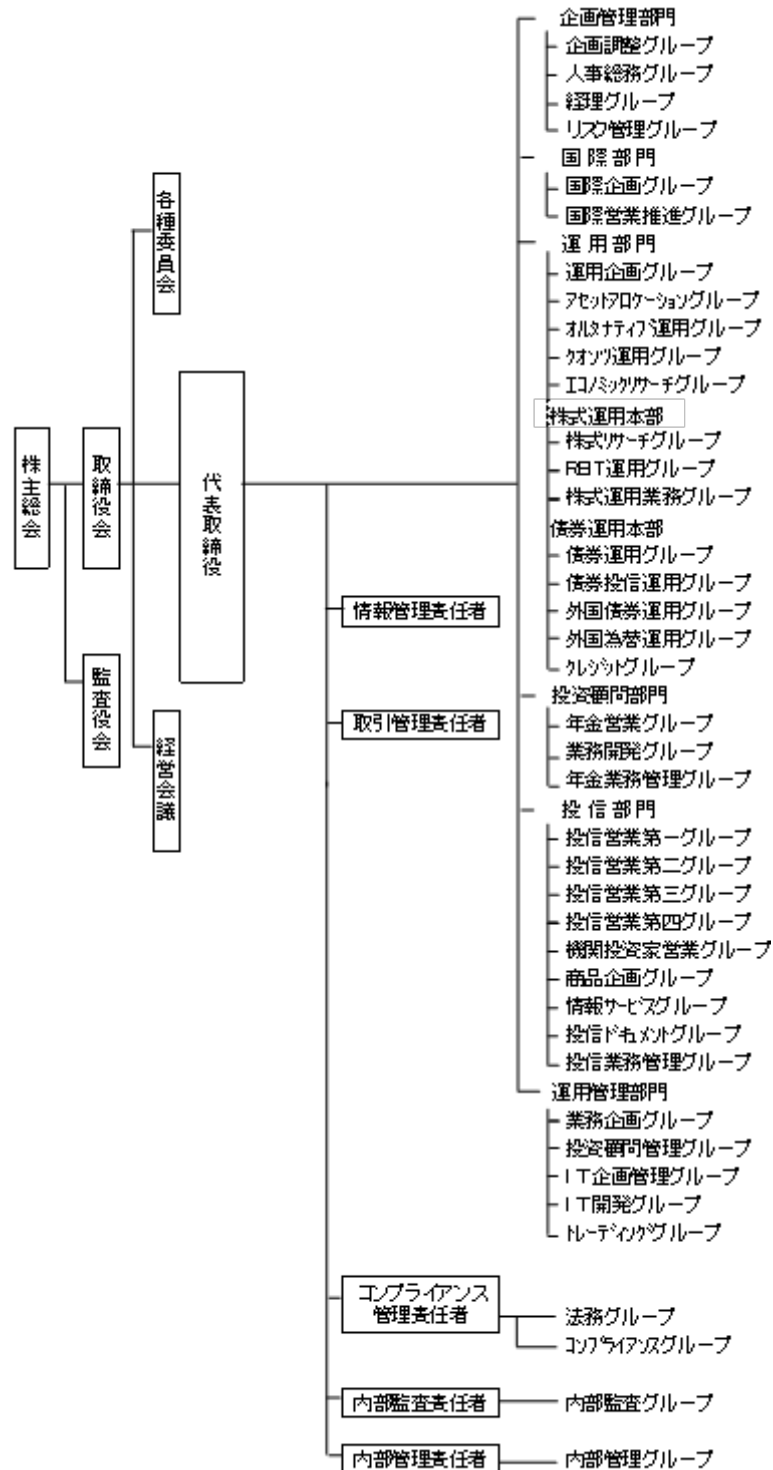 株主総会
取締役会
監査役会
各種委員会
経営会議
代表取締役
企画管理部門
企画調整グループ
人事総務グループ
経理グループ
リスク管理グループ
国際部門
国際企画グループ
国際営業推進グループ
運用部門
運用企画グループ
アセットアロケーショングループ
オルタナティブ運用グループ
クオンツ運用グループ
エコノミックリサーチグループ
株式運用本部
株式リサーチグループ
REIT運用グループ
株式運用業務グループ
債券運用本部
債券運用グループ
債券投信運用グループ
外国債券運用グループ
外国為替運用グループ
クレジットグループ
投資顧問部門
年金営業グループ
業務開発グループ
年金業務管理グループ
投信部門
投信営業第一グループ
投信営業第二グループ
投信営業第三グループ
投信営業第四グループ
機関投資家営業グループ
商品企画グループ
情報サービスグループ
投信ドキュメントグループ
投信業務管理グループ
運用管理部門
業務企画グループ
投資顧問管理グループ
IT企画管理グループ
IT開発グループ
トレーディンググループ
情報管理責任者
取引管理責任者
コンプライアンス
管理責任者
法務グループ
コンプライアンスグループ
内部監査責任者
内部監査グループ
内部管理責任者
内部管理グループ